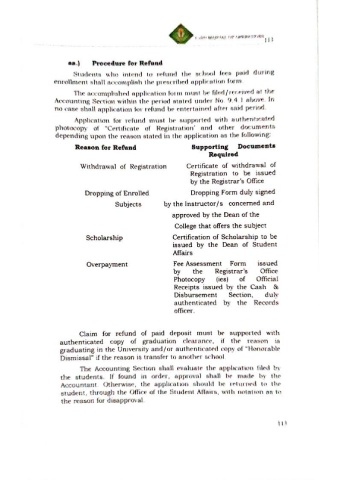 113
aa.) Procedure for Refund
Students who intend to refund the school fees paid during
enrollment shall accomplish the prescribed application form.
The accomplished application form must be filed/received at the
Accounting Section within the period stated under No. 9.4.1 above. In
no case shall application for refund be entertained after said period.
Application for refund must be supported with authenticated
photocopy of "Certificate of Registration" and other documents
depending upon the reason stated in the application as the following:
Reason for Refund Supporting Documents
Required
Withdrawal of Registration Certificate of withdrawal of
Registration to be issued
by the Registrar's Office
Dropping of Enrolled Dropping Form duly signed
Subjects by the Instructor/s concerned and
approved by the Dean of the
College that offers the subject
Scholarship Certification of Scholarship to be
issued by the Dean of Student
Affairs
Overpayment Fee Assessment Form issued
by the Registrar's Office
Photocopy (ies) of Official
Receipts issued by the Cash &
Disbursement Section, duly
authenticated by the Records
officer.
Claim for refund of paid deposit must be supported with
authenticated copy of graduation clearance, if the reason is
graduating in the University and/or authenticated copy of "Honorable
Dismissal" if the reason is transfer to another school.
The Accounting Section shall evaluate the application filed by
the students. If found in order, approval shall be made by the
Accountant. Otherwise, the application should be returned to the
student, through the Office of the Student Affairs, with notation as to
the reason for disapproval.
113